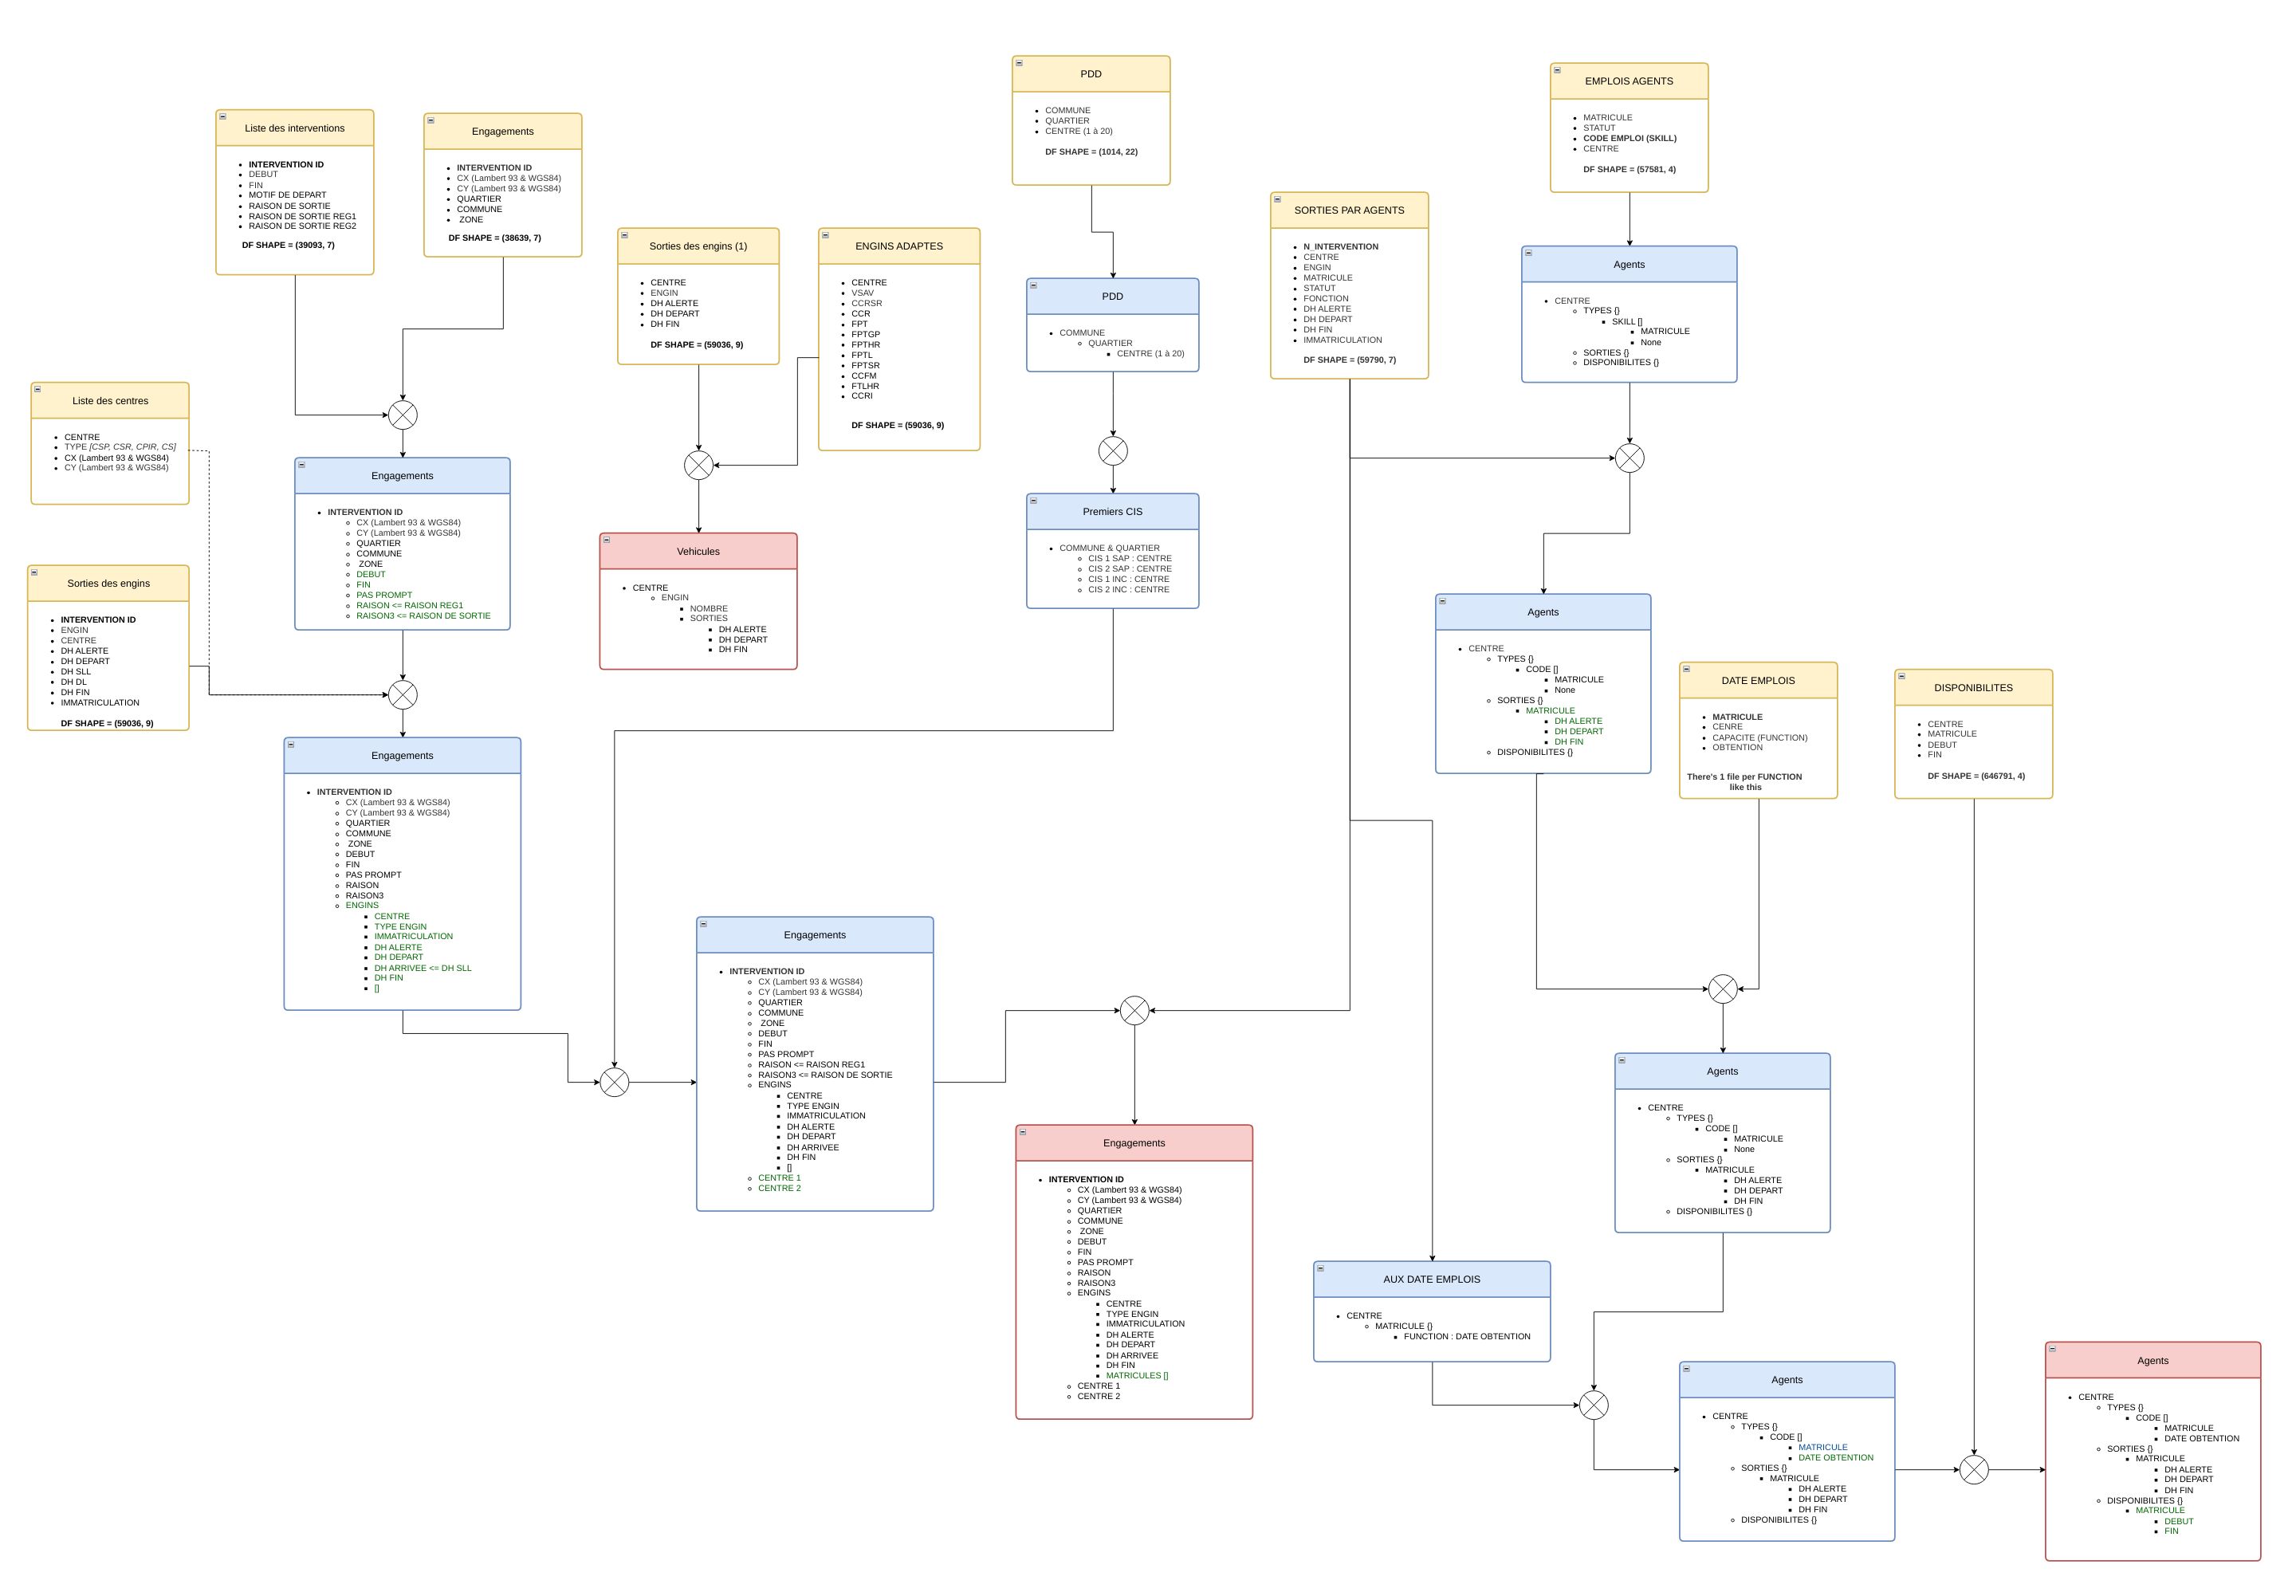 PDD
COMMUNE
QUARTIER
CENTRE (1 à 20)
DF SHAPE = (1014, 22)
EMPLOIS AGENTS
MATRICULE
STATUT
CODE EMPLOI (SKILL)
CENTRE
DF SHAPE = (57581, 4)
Liste des interventions
INTERVENTION ID
DEBUT
FIN
MOTIF DE DEPART
RAISON DE SORTIE
RAISON DE SORTIE REG1
RAISON DE SORTIE REG2
DF SHAPE = (39093, 7)
Engagements
INTERVENTION ID
CX (Lambert 93 & WGS84)
CY (Lambert 93 & WGS84)
QUARTIER
COMMUNE
ZONE
DF SHAPE = (38639, 7)
Sorties des engins (1)
CENTRE
ENGIN
DH ALERTE
DH DEPART
DH FIN
DF SHAPE = (59036, 9)
ENGINS ADAPTES
CENTRE
VSAV
CCRSR
CCR
FPT
FPTGP
FPTHR
FPTL
FPTSR
CCFM
FTLHR
CCRI
DF SHAPE = (59036, 9)
PDD
COMMUNE
QUARTIER
CENTRE (1 à 20)
SORTIES PAR AGENTS
N_INTERVENTION
CENTRE
ENGIN
MATRICULE
STATUT
FONCTION
DH ALERTE
DH DEPART
DH FIN
IMMATRICULATION
DF SHAPE = (59790, 7)
Agents
CENTRE
TYPES {}
SKILL []
MATRICULE
None
SORTIES {}
DISPONIBILITES {}
Liste des centres
CENTRE
TYPE [CSP, CSR, CPIR, CS]
CX (Lambert 93 & WGS84)
CY (Lambert 93 & WGS84)
Engagements
INTERVENTION ID
CX (Lambert 93 & WGS84)
CY (Lambert 93 & WGS84)
QUARTIER
COMMUNE
ZONE
DEBUT
FIN
PAS PROMPT
RAISON <= RAISON REG1
RAISON3 <= RAISON DE SORTIE
Premiers CIS
COMMUNE & QUARTIER
CIS 1 SAP : CENTRE
CIS 2 SAP : CENTRE
CIS 1 INC : CENTRE
CIS 2 INC : CENTRE
Vehicules
CENTRE
ENGIN
NOMBRE
SORTIES
DH ALERTE
DH DEPART
DH FIN
Sorties des engins
INTERVENTION ID
ENGIN
CENTRE
DH ALERTE
DH DEPART
DH SLL
DH DL
DH FIN
IMMATRICULATION
DF SHAPE = (59036, 9)
Agents
CENTRE
TYPES {}
CODE []
MATRICULE
None
SORTIES {}
MATRICULE
DH ALERTE
DH DEPART
DH FIN
DISPONIBILITES {}
DATE EMPLOIS
MATRICULE
CENRE
CAPACITE (FUNCTION)
OBTENTION
There's 1 file per FUNCTION
like this
DISPONIBILITES
CENTRE
MATRICULE
DEBUT
FIN
DF SHAPE = (646791, 4)
Engagements
INTERVENTION ID
CX (Lambert 93 & WGS84)
CY (Lambert 93 & WGS84)
QUARTIER
COMMUNE
ZONE
DEBUT
FIN
PAS PROMPT
RAISON
RAISON3
ENGINS
CENTRE
TYPE ENGIN
IMMATRICULATION
DH ALERTE
DH DEPART
DH ARRIVEE <= DH SLL
DH FIN
[]
Engagements
INTERVENTION ID
CX (Lambert 93 & WGS84)
CY (Lambert 93 & WGS84)
QUARTIER
COMMUNE
ZONE
DEBUT
FIN
PAS PROMPT
RAISON <= RAISON REG1
RAISON3 <= RAISON DE SORTIE
ENGINS
CENTRE
TYPE ENGIN
IMMATRICULATION
DH ALERTE
DH DEPART
DH ARRIVEE
DH FIN
[]
CENTRE 1
CENTRE 2
Agents
CENTRE
TYPES {}
CODE []
MATRICULE
None
SORTIES {}
MATRICULE
DH ALERTE
DH DEPART
DH FIN
DISPONIBILITES {}
Engagements
INTERVENTION ID
CX (Lambert 93 & WGS84)
CY (Lambert 93 & WGS84)
QUARTIER
COMMUNE
ZONE
DEBUT
FIN
PAS PROMPT
RAISON
RAISON3
ENGINS
CENTRE
TYPE ENGIN
IMMATRICULATION
DH ALERTE
DH DEPART
DH ARRIVEE
DH FIN
MATRICULES []
CENTRE 1
CENTRE 2
AUX DATE EMPLOIS
CENTRE
MATRICULE {}
FUNCTION : DATE OBTENTION
Agents
CENTRE
TYPES {}
CODE []
MATRICULE
DATE OBTENTION
SORTIES {}
MATRICULE
DH ALERTE
DH DEPART
DH FIN
DISPONIBILITES {}
Agents
CENTRE
TYPES {}
CODE []
MATRICULE
DATE OBTENTION
SORTIES {}
MATRICULE
DH ALERTE
DH DEPART
DH FIN
DISPONIBILITES {}
MATRICULE
DEBUT
FIN